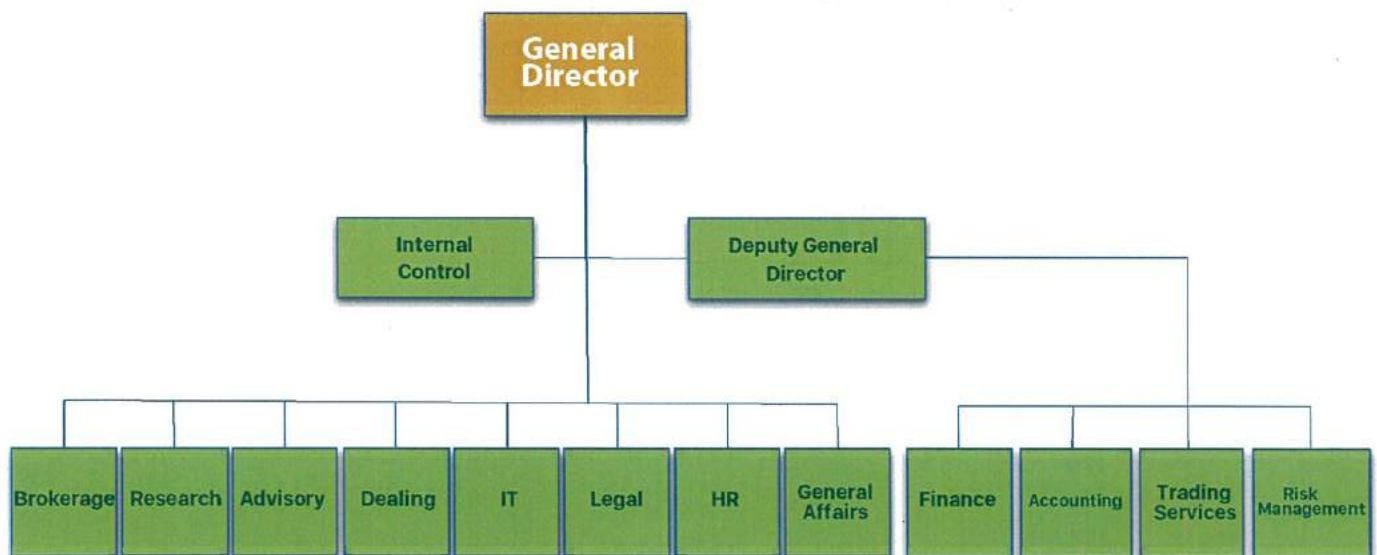 General
Director
Internal
Control
Deputy General
Director
Brokerage
Research
Advisory
Dealing
IT
Legal
HR
General
Affairs
Finance
Accounting
Trading
Services
Risk
Management